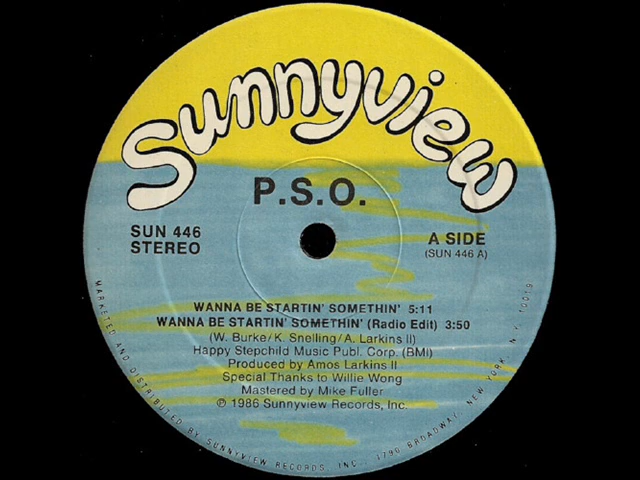 Sunnyview
P.S.O.
SUN 446
STEREO
A SIDE
(SUN 446 A)
WANNA BE STARTIN' SOMETHIN' 5:11
WANNA BE STARTIN' SOMETHIN' (Radio Edit) 3:50
(W. Burke/K. Snelling/A. Larkins II)
Happy Stepchild Music Publ. Corp. (BMI)
Produced by Amos Larkins II
Special Thanks to Willie Wong
Mastered by Mike Fuller
℗ 1986 Sunnyview Records, Inc.
MARKETED AND DISTRIBUTED BY SUNNYVIEW RECORDS, INC., 1790 BROADWAY, NEW YORK, N.Y. 10019